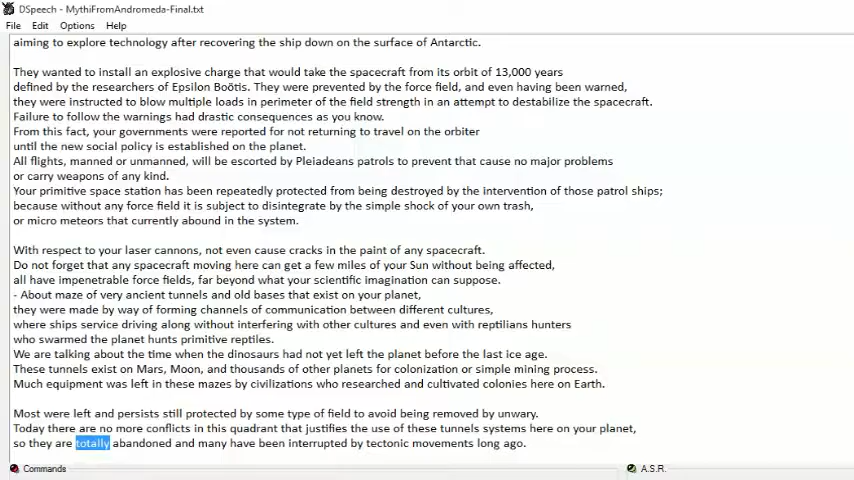 DSpeech - MythiFromAndromeda-Final.txt
File Edit Options Help
aiming to explore technology after recovering the ship down on the surface of Antarctic.
They wanted to install an explosive charge that would take the spacecraft from its orbit of 13,000 years
defined by the researchers of Epsilon Boötis. They were prevented by the force field, and even having been warned,
they were instructed to blow multiple loads in perimeter of the field strength in an attempt to destabilize the spacecraft.
Failure to follow the warnings had drastic consequences as you know.
From this fact, your governments were reported for not returning to travel on the orbiter
until the new social policy is established on the planet.
All flights, manned or unmanned, will be escorted by Pleiadeans patrols to prevent that cause no major problems
or carry weapons of any kind.
Your primitive space station has been repeatedly protected from being destroyed by the intervention of those patrol ships;
because without any force field it is subject to disintegrate by the simple shock of your own trash,
or micro meteors that currently abound in the system.
With respect to your laser cannons, not even cause cracks in the paint of any spacecraft.
Do not forget that any spacecraft moving here can get a few miles of your Sun without being affected,
all have impenetrable force fields, far beyond what your scientific imagination can suppose.
- About maze of very ancient tunnels and old bases that exist on your planet,
they were made by way of forming channels of communication between different cultures,
where ships service driving along without interfering with other cultures and even with reptilians hunters
who swarmed the planet hunts primitive reptiles.
We are talking about the time when the dinosaurs had not yet left the planet before the last ice age.
These tunnels exist on Mars, Moon, and thousands of other planets for colonization or simple mining process.
Much equipment was left in these mazes by civilizations who researched and cultivated colonies here on Earth.
Most were left and persists still protected by some type of field to avoid being removed by unwary.
Today there are no more conflicts in this quadrant that justifies the use of these tunnels systems here on your planet,
so they are totally abandoned and many have been interrupted by tectonic movements long ago.
Commands A.S.R.